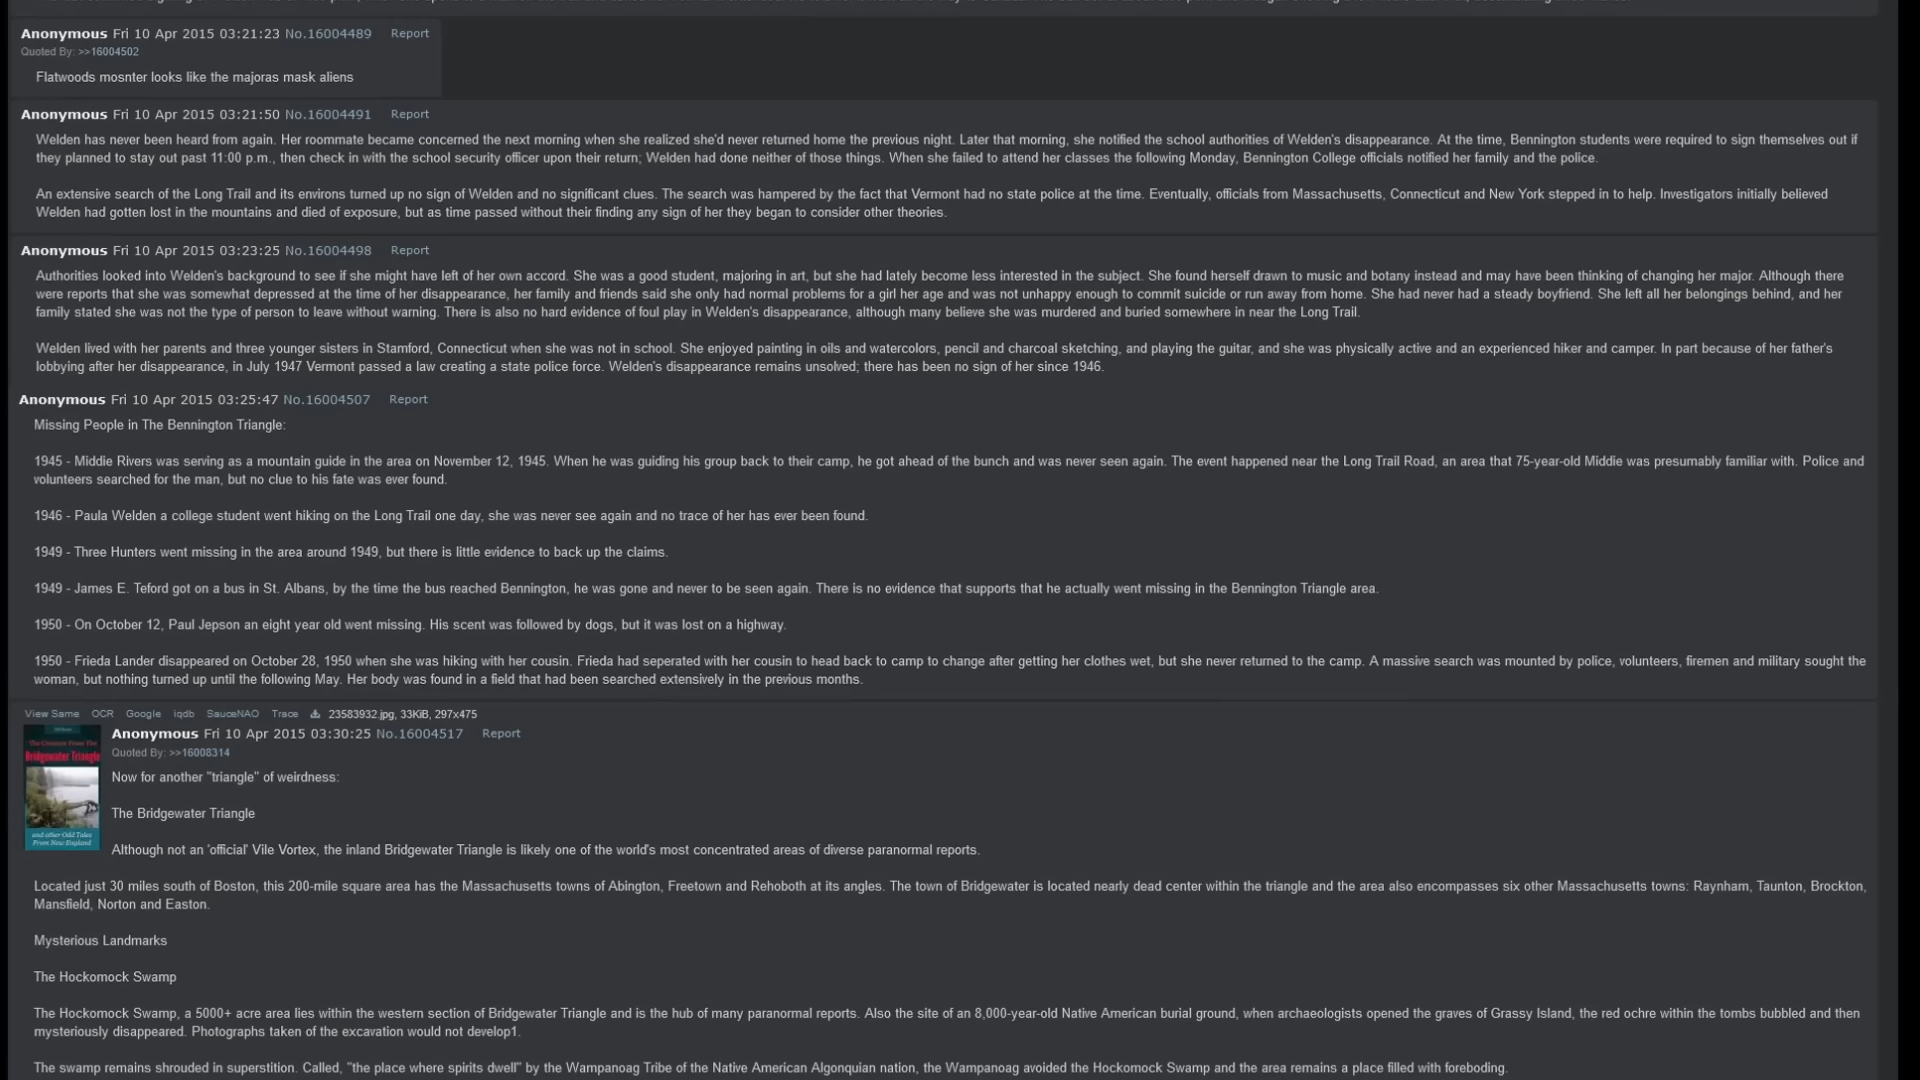 Anonymous Fri 10 Apr 2015 03:21:23 No.16004489 Report
Quoted By: >>16004502
Flatwoods mosnter looks like the majoras mask aliens
Anonymous Fri 10 Apr 2015 03:21:50 No.16004491 Report
Welden has never been heard from again. Her roommate became concerned the next morning when she realized she'd never returned home the previous night. Later that morning, she notified the school authorities of Welden's disappearance. At the time, Bennington students were required to sign themselves out if
they planned to stay out past 11:00 p.m., then check in with the school security officer upon their return; Welden had done neither of those things. When she failed to attend her classes the following Monday, Bennington College officials notified her family and the police.
An extensive search of the Long Trail and its environs turned up no sign of Welden and no significant clues. The search was hampered by the fact that Vermont had no state police at the time. Eventually, officials from Massachusetts, Connecticut and New York stepped in to help. Investigators initially believed
Welden had gotten lost in the mountains and died of exposure, but as time passed without their finding any sign of her they began to consider other theories.
Anonymous Fri 10 Apr 2015 03:23:25 No.16004498 Report
Authorities looked into Welden's background to see if she might have left of her own accord. She was a good student, majoring in art, but she had lately become less interested in the subject. She found herself drawn to music and botany instead and may have been thinking of changing her major. Although there
were reports that she was somewhat depressed at the time of her disappearance, her family and friends said she only had normal problems for a girl her age and was not unhappy enough to commit suicide or run away from home. She had never had a steady boyfriend. She left all her belongings behind, and her
family stated she was not the type of person to leave without warning. There is also no hard evidence of foul play in Welden's disappearance, although many believe she was murdered and buried somewhere in near the Long Trail.
Welden lived with her parents and three younger sisters in Stamford, Connecticut when she was not in school. She enjoyed painting in oils and watercolors, pencil and charcoal sketching, and playing the guitar, and she was physically active and an experienced hiker and camper. In part because of her father's
lobbying after her disappearance, in July 1947 Vermont passed a law creating a state police force. Welden's disappearance remains unsolved; there has been no sign of her since 1946.
Anonymous Fri 10 Apr 2015 03:25:47 No.16004507 Report
Missing People in The Bennington Triangle:
1945 - Middie Rivers was serving as a mountain guide in the area on November 12, 1945. When he was guiding his group back to their camp, he got ahead of the bunch and was never seen again. The event happened near the Long Trail Road, an area that 75-year-old Middie was presumably familiar with. Police and
volunteers searched for the man, but no clue to his fate was ever found.
1946 - Paula Welden a college student went hiking on the Long Trail one day, she was never see again and no trace of her has ever been found.
1949 - Three Hunters went missing in the area around 1949, but there is little evidence to back up the claims.
1949 - James E. Teford got on a bus in St. Albans, by the time the bus reached Bennington, he was gone and never to be seen again. There is no evidence that supports that he actually went missing in the Bennington Triangle area.
1950 - On October 12, Paul Jepson an eight year old went missing. His scent was followed by dogs, but it was lost on a highway.
1950 - Frieda Lander disappeared on October 28, 1950 when she was hiking with her cousin. Frieda had seperated with her cousin to head back to camp to change after getting her clothes wet, but she never returned to the camp. A massive search was mounted by police, volunteers, firemen and military sought the
woman, but nothing turned up until the following May. Her body was found in a field that had been searched extensively in the previous months.
View Same OCR Google iqdb SauceNAO Trace 23583932.jpg, 33KiB, 297x475
Anonymous Fri 10 Apr 2015 03:30:25 No.16004517 Report
Quoted By: >>16008314
The Creature From The
Bridgewater Triangle
and other Odd Tales
From New England
Now for another "triangle" of weirdness:
The Bridgewater Triangle
Although not an 'official' Vile Vortex, the inland Bridgewater Triangle is likely one of the world's most concentrated areas of diverse paranormal reports.
Located just 30 miles south of Boston, this 200-mile square area has the Massachusetts towns of Abington, Freetown and Rehoboth at its angles. The town of Bridgewater is located nearly dead center within the triangle and the area also encompasses six other Massachusetts towns: Raynham, Taunton, Brockton,
Mansfield, Norton and Easton.
Mysterious Landmarks
The Hockomock Swamp
The Hockomock Swamp, a 5000+ acre area lies within the western section of Bridgewater Triangle and is the hub of many paranormal reports. Also the site of an 8,000-year-old Native American burial ground, when archaeologists opened the graves of Grassy Island, the red ochre within the tombs bubbled and then
mysteriously disappeared. Photographs taken of the excavation would not develop1.
The swamp remains shrouded in superstition. Called, "the place where spirits dwell" by the Wampanoag Tribe of the Native American Algonquian nation, the Wampanoag avoided the Hockomock Swamp and the area remains a place filled with foreboding.